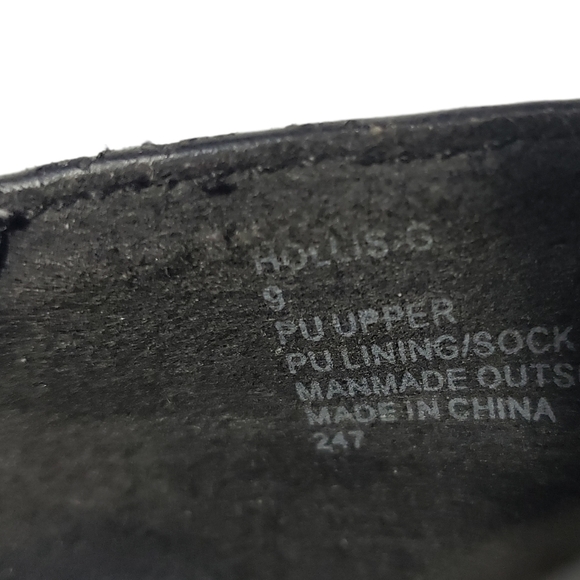 HOLLIS-G
9
PU UPPER
PU LINING/SOCK
MANMADE OUTS
MADE IN CHINA
247